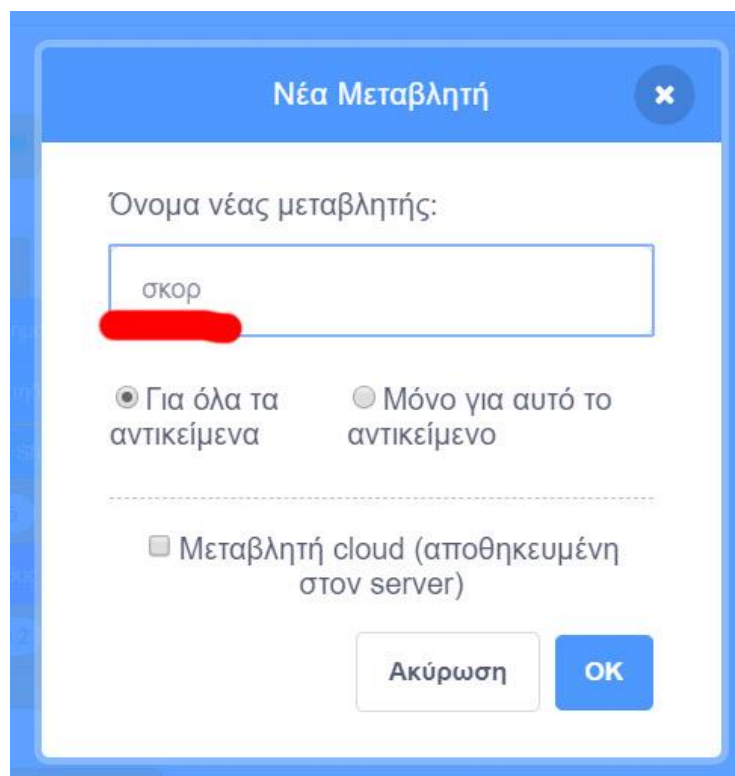 Νέα Μεταβλητή
Όνομα νέας μεταβλητής:
σκορ
Για όλα τα
αντικείμενα
Μόνο για αυτό το
αντικείμενο
Μεταβλητή cloud (αποθηκευμένη
στον server)
Ακύρωση
OK